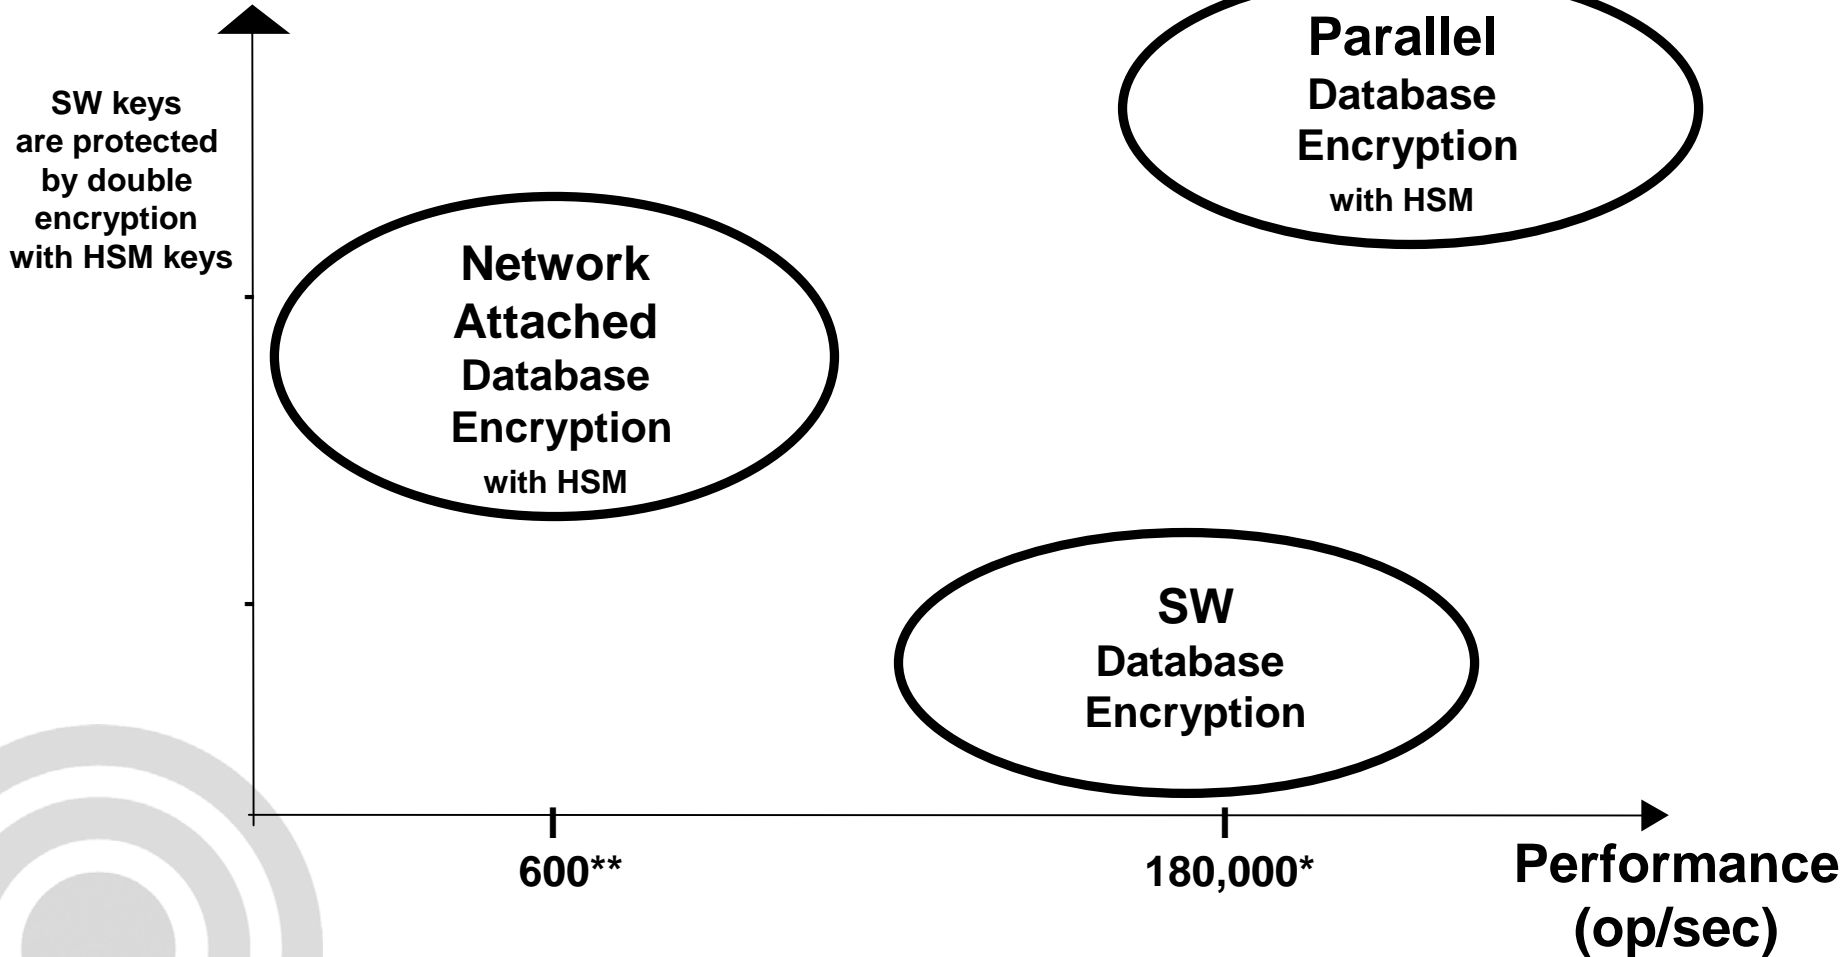 Parallel
Database
Encryption
with HSM
SW keys
are protected
by double
encryption
with HSM keys
Network
Attached
Database
Encryption
with HSM
SW
Database
Encryption
600**
180,000*
Performance
(op/sec)